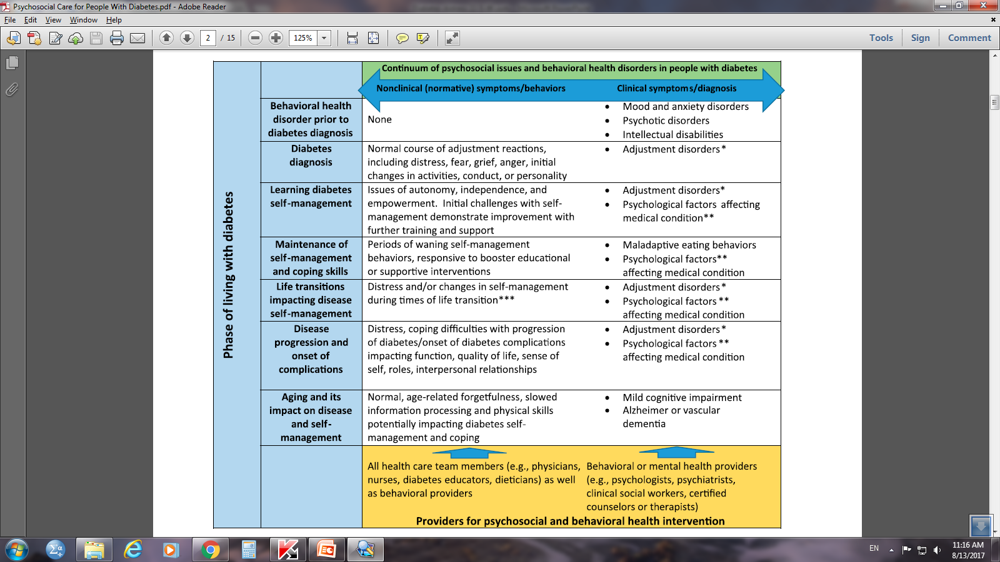 Psychosocial Care for People With Diabetes.pdf - Adobe Reader
File Edit View Window Help
2 / 15 125% Tools Sign Comment
Continuum of psychosocial issues and behavioral health disorders in people with diabetes
Nonclinical (normative) symptoms/behaviors
Clinical symptoms/diagnosis
Phase of living with diabetes
Behavioral health
disorder prior to
diabetes diagnosis
None
• Mood and anxiety disorders
• Psychotic disorders
• Intellectual disabilities
Diabetes
diagnosis
Normal course of adjustment reactions,
including distress, fear, grief, anger, initial
changes in activities, conduct, or personality
• Adjustment disorders*
Learning diabetes
self-management
Issues of autonomy, independence, and
empowerment. Initial challenges with self-
management demonstrate improvement with
further training and support
• Adjustment disorders*
• Psychological factors affecting
medical condition**
Maintenance of
self-management
and coping skills
Periods of waning self-management
behaviors, responsive to booster educational
or supportive interventions
• Maladaptive eating behaviors
• Psychological factors**
affecting medical condition
Life transitions
impacting disease
self-management
Distress and/or changes in self-management
during times of life transition***
• Adjustment disorders*
• Psychological factors **
affecting medical condition
Disease
progression and
onset of
complications
Distress, coping difficulties with progression
of diabetes/onset of diabetes complications
impacting function, quality of life, sense of
self, roles, interpersonal relationships
• Adjustment disorders*
• Psychological factors **
affecting medical condition
Aging and its
impact on disease
and self-
management
Normal, age-related forgetfulness, slowed
information processing and physical skills
potentially impacting diabetes self-
management and coping
• Mild cognitive impairment
• Alzheimer or vascular
dementia
All health care team members (e.g., physicians,
nurses, diabetes educators, dieticians) as well
as behavioral providers
Behavioral or mental health providers
(e.g., psychologists, psychiatrists,
clinical social workers, certified
counselors or therapists)
Providers for psychosocial and behavioral health intervention
EN
11:16 AM
8/13/2017